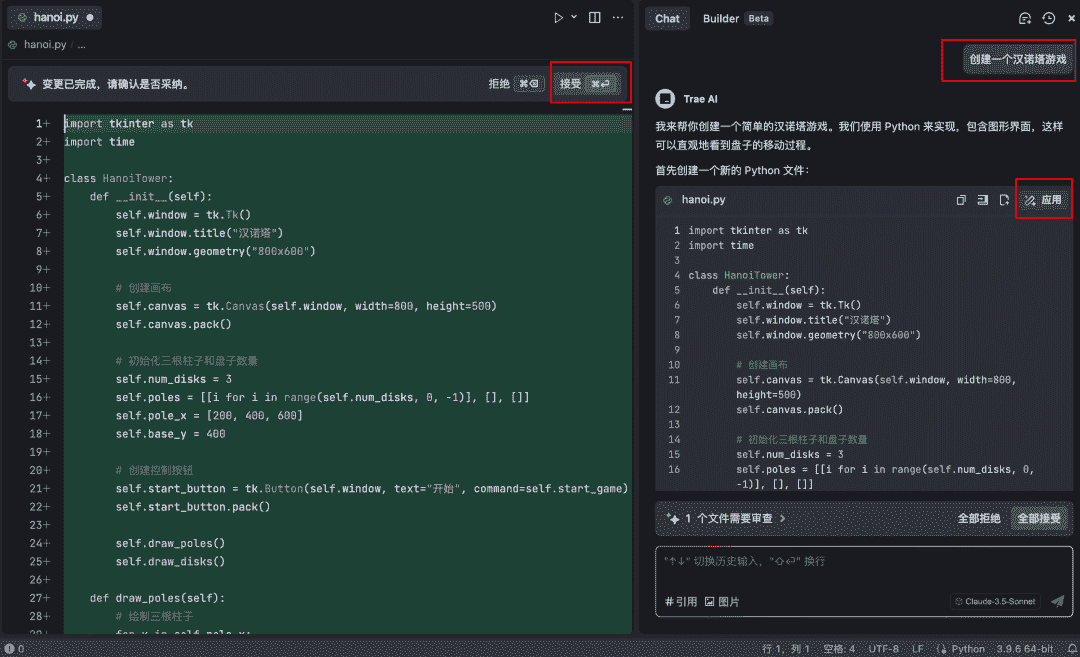 hanoi.py
hanoi.py / ...
变更已完成，请确认是否采纳。
拒绝 ⌘⌫
接受 ⌘⏎
1+ import tkinter as tk
2+ import time
3+
4+ class HanoiTower:
5+ def __init__(self):
6+ self.window = tk.Tk()
7+ self.window.title("汉诺塔")
8+ self.window.geometry("800x600")
9+
10+ # 创建画布
11+ self.canvas = tk.Canvas(self.window, width=800, height=500)
12+ self.canvas.pack()
13+
14+ # 初始化三根柱子和盘子数量
15+ self.num_disks = 3
16+ self.poles = [[i for i in range(self.num_disks, 0, -1)], [], []]
17+ self.pole_x = [200, 400, 600]
18+ self.base_y = 400
19+
20+ # 创建控制按钮
21+ self.start_button = tk.Button(self.window, text="开始", command=self.start_game)
22+ self.start_button.pack()
23+
24+ self.draw_poles()
25+ self.draw_disks()
26+
27+ def draw_poles(self):
28+ # 绘制三根柱子
29+ for x in self.pole_x:
Chat
Builder Beta
创建一个汉诺塔游戏
Trae AI
我来帮你创建一个简单的汉诺塔游戏。我们使用 Python 来实现，包含图形界面，这样
可以直观地看到盘子的移动过程。
首先创建一个新的 Python 文件：
hanoi.py
应用
1 import tkinter as tk
2 import time
3
4 class HanoiTower:
5 def __init__(self):
6 self.window = tk.Tk()
7 self.window.title("汉诺塔")
8 self.window.geometry("800x600")
9
10 # 创建画布
11 self.canvas = tk.Canvas(self.window, width=800,
height=500)
12 self.canvas.pack()
13
14 # 初始化三根柱子和盘子数量
15 self.num_disks = 3
16 self.poles = [[i for i in range(self.num_disks, 0,
-1)], [], []]
1 个文件需要审查 >
全部拒绝
全部接受
"↑↓" 切换历史输入，"⇧⏎" 换行
# 引用 图片
Claude-3.5-Sonnet
0
行 1，列 1 空格: 4 UTF-8 LF Python 3.9.6 64-bit